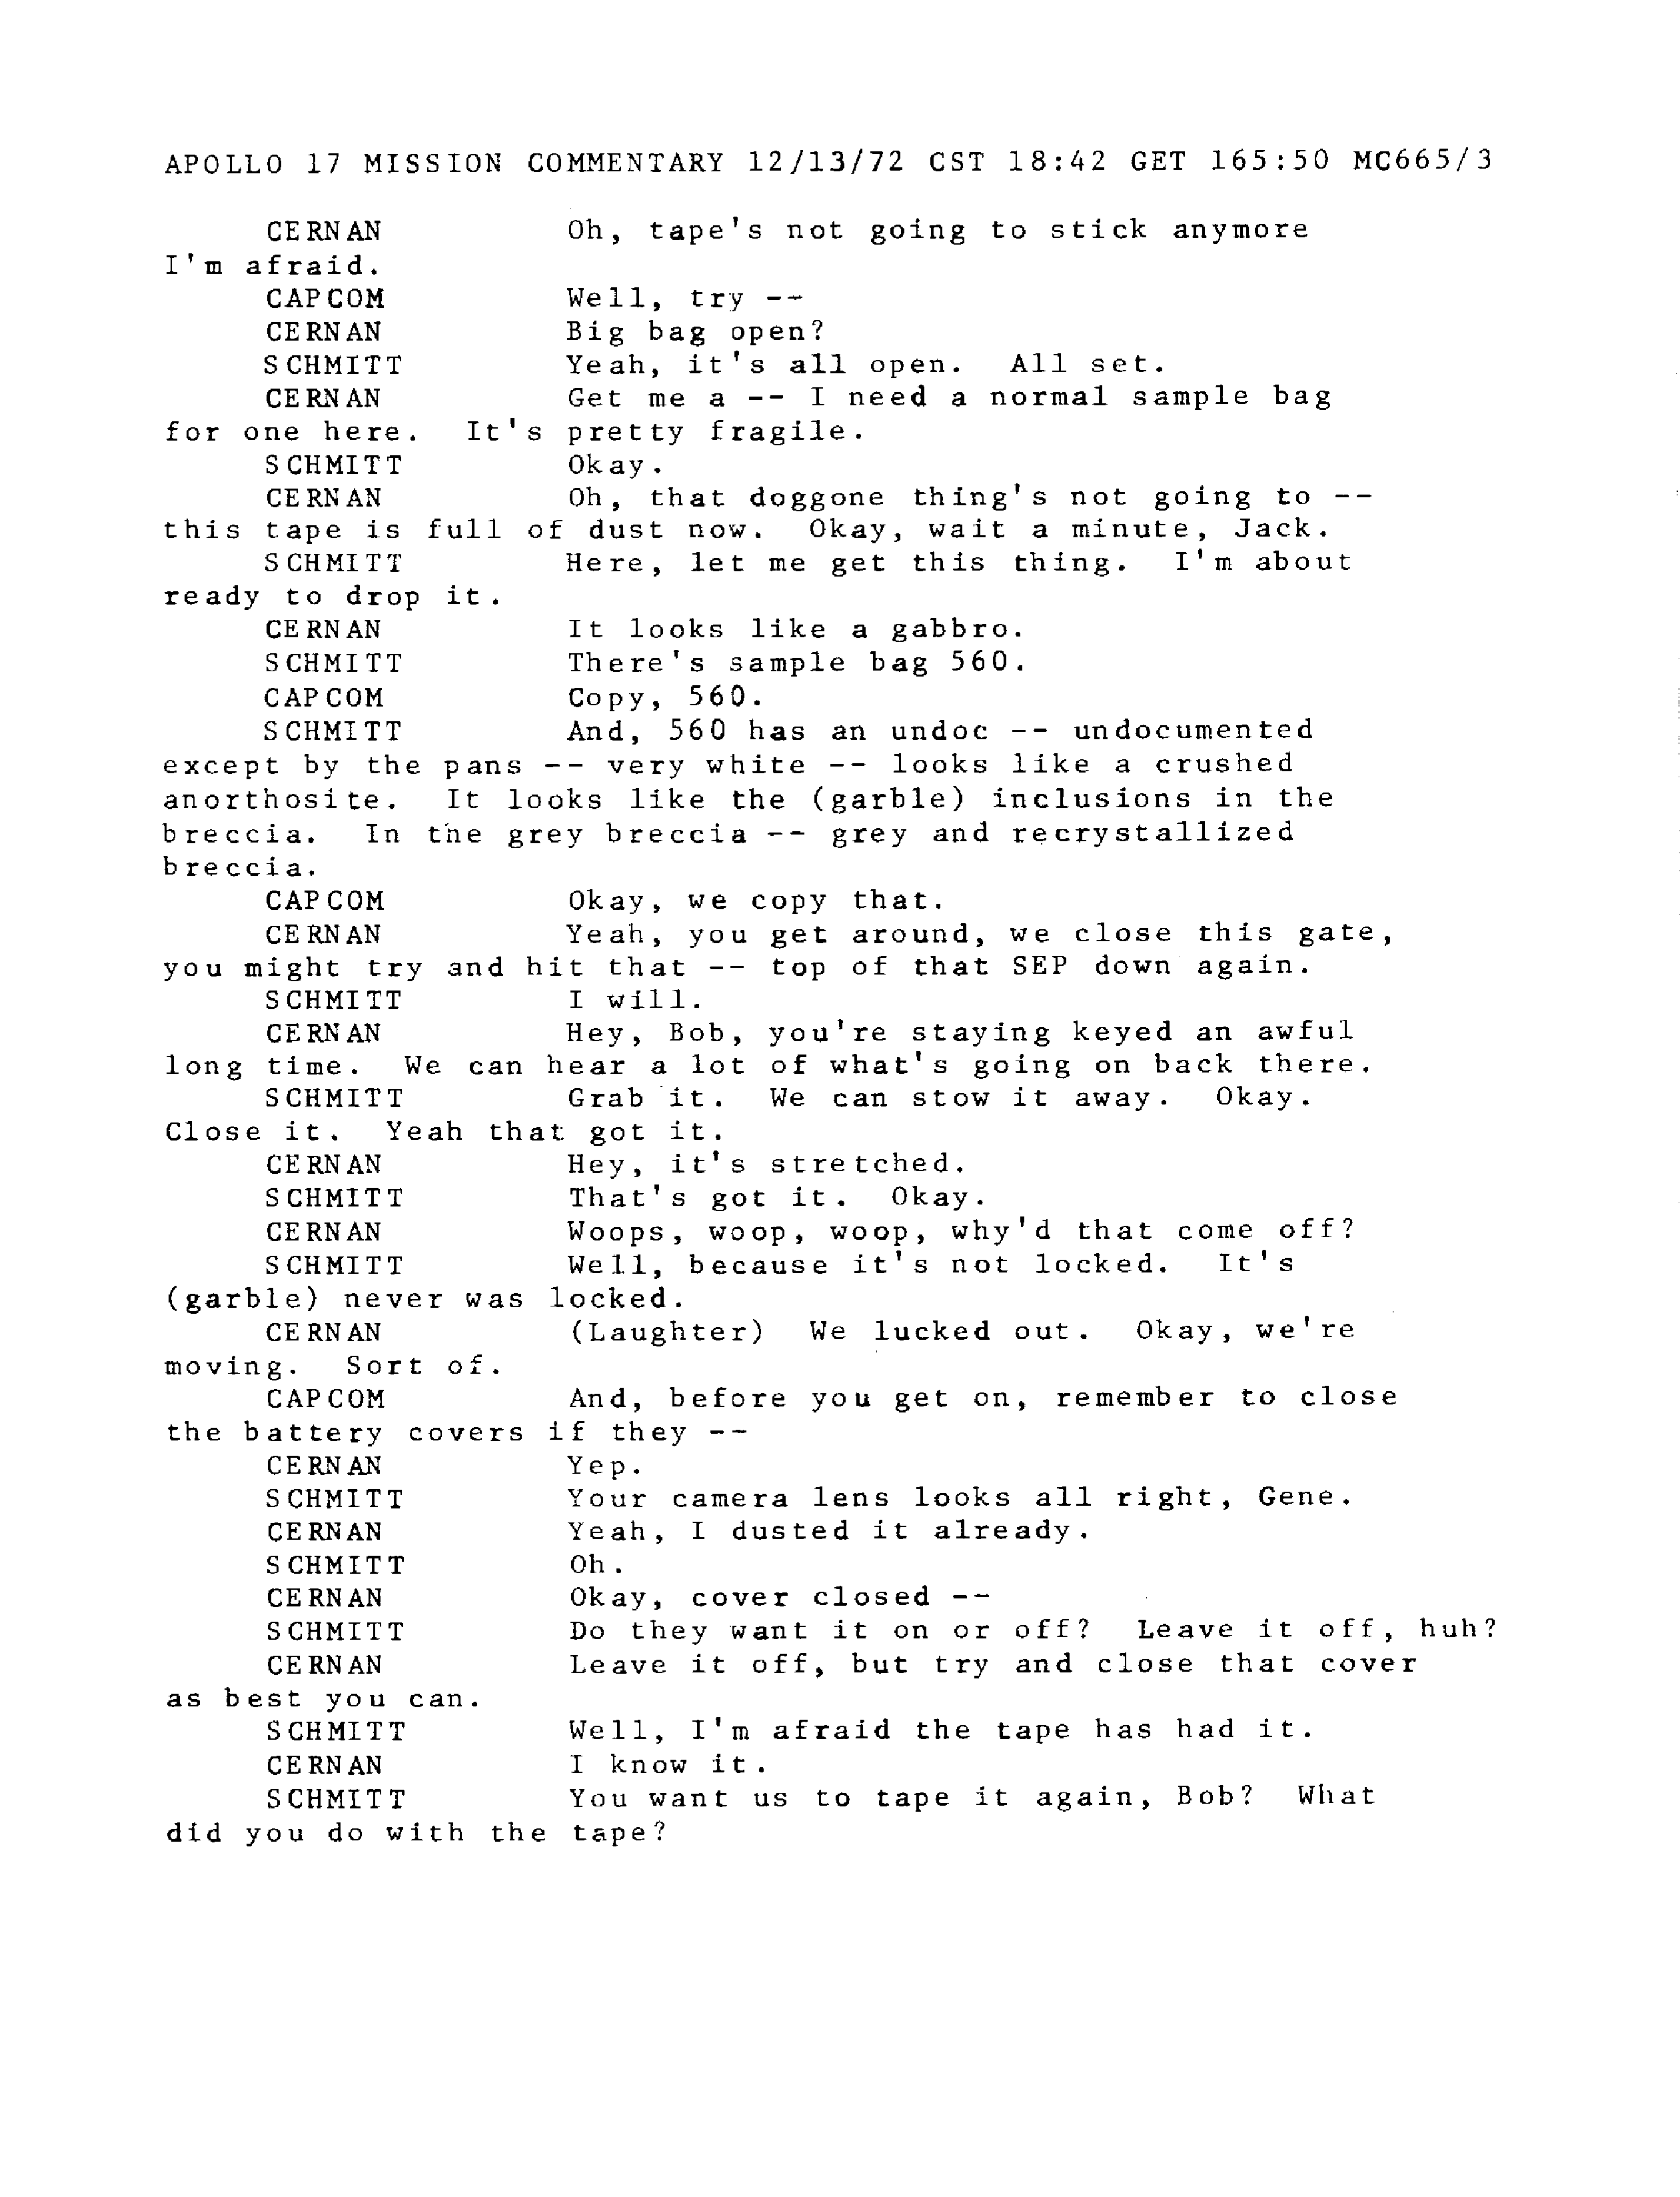 APOLLO 17 MISSION COMMENTARY 12/13/72 CST 18:42 GET 165:50 MC665/3
CERNAN Oh, tape's not going to stick anymore
I'm afraid.
CAPCOM Well, try --
CERNAN Big bag open?
SCHMITT Yeah, it's all open. All set.
CERNAN Get me a -- I need a normal sample bag
for one here. It's pretty fragile.
SCHMITT Okay.
CERNAN Oh, that doggone thing's not going to --
this tape is full of dust now. Okay, wait a minute, Jack.
SCHMITT Here, let me get this thing. I'm about
ready to drop it.
CERNAN It looks like a gabbro.
SCHMITT There's sample bag 560.
CAPCOM Copy, 560.
SCHMITT And, 560 has an undoc -- undocumented
except by the pans -- very white -- looks like a crushed
anorthosite. It looks like the (garble) inclusions in the
breccia. In the grey breccia -- grey and recrystallized
breccia.
CAPCOM Okay, we copy that.
CERNAN Yeah, you get around, we close this gate,
you might try and hit that -- top of that SEP down again.
SCHMITT I will.
CERNAN Hey, Bob, you're staying keyed an awful
long time. We can hear a lot of what's going on back there.
SCHMITT Grab it. We can stow it away. Okay.
Close it. Yeah that got it.
CERNAN Hey, it's stretched.
SCHMITT That's got it. Okay.
CERNAN Woops, woop, woop, why'd that come off?
SCHMITT Well, because it's not locked. It's
(garble) never was locked.
CERNAN (Laughter) We lucked out. Okay, we're
moving. Sort of.
CAPCOM And, before you get on, remember to close
the battery covers if they --
CERNAN Yep.
SCHMITT Your camera lens looks all right, Gene.
CERNAN Yeah, I dusted it already.
SCHMITT Oh.
CERNAN Okay, cover closed --
SCHMITT Do they want it on or off? Leave it off, huh?
CERNAN Leave it off, but try and close that cover
as best you can.
SCHMITT Well, I'm afraid the tape has had it.
CERNAN I know it.
SCHMITT You want us to tape it again, Bob? What
did you do with the tape?